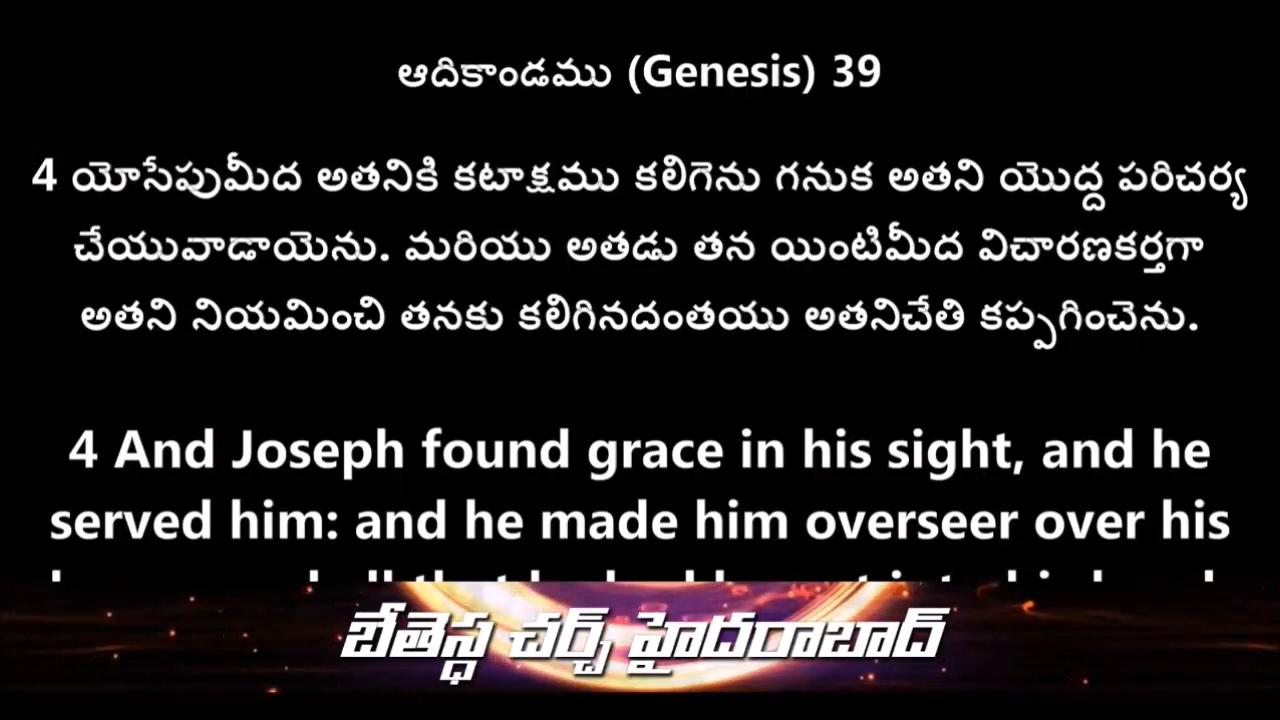 ఆదికాండము (Genesis) 39
4 యోసేపుమీద అతనికి కటాక్షము కలిగెను గనుక అతని యొద్ద పరిచర్య
చేయువాడాయెను. మరియు అతడు తన యింటిమీద విచారణకర్తగా
అతని నియమించి తనకు కలిగినదంతయు అతనిచేతి కప్పగించెను.
4 And Joseph found grace in his sight, and he
served him: and he made him overseer over his
బేతెస్ధ చర్చ్ హైదరాబాద్